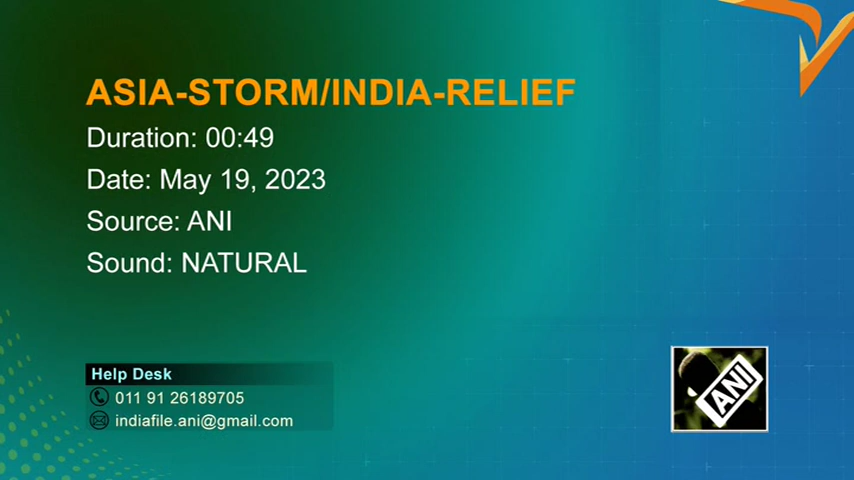 ASIA-STORM/INDIA-RELIEF
Duration: 00:49
Date: May 19, 2023
Source: ANI
Sound: NATURAL
Help Desk
011 91 26189705
indiafile.ani@gmail.com
ANI